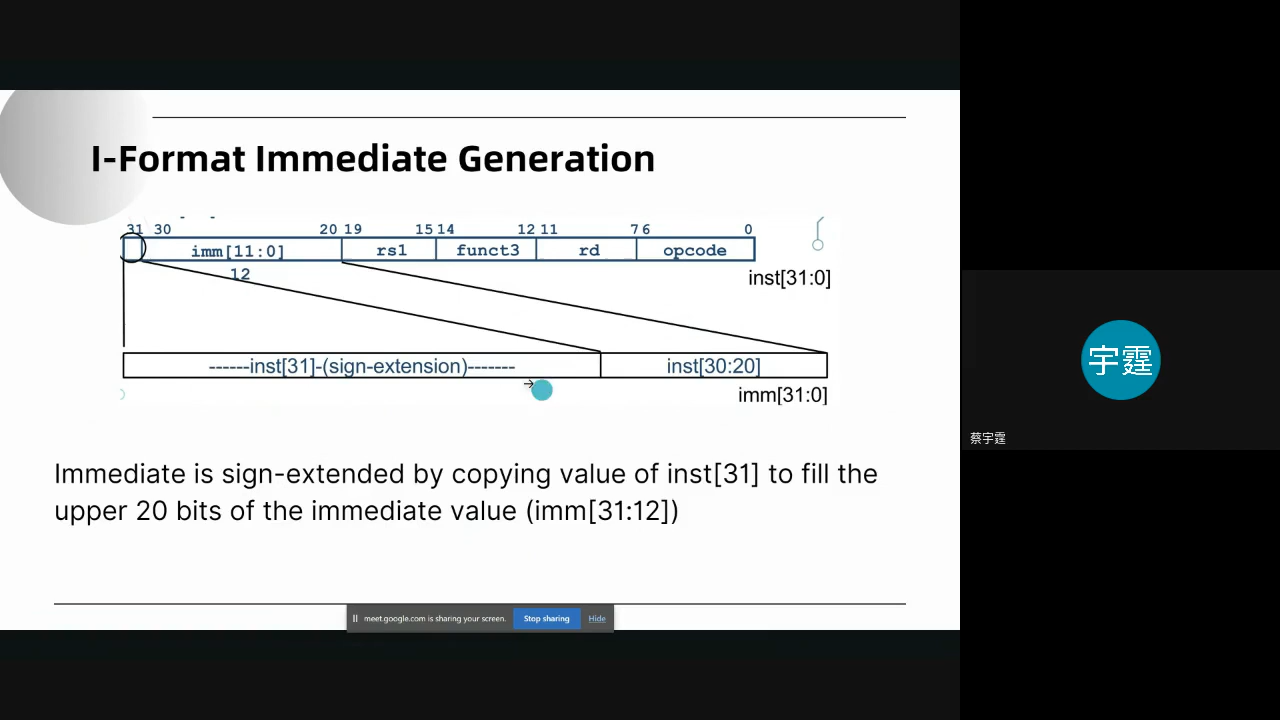 I-Format Immediate Generation
31 30 20 19 15 14 12 11 7 6 0
imm[11:0] rs1 funct3 rd opcode
12
inst[31:0]
------inst[31]-(sign-extension)------- inst[30:20]
imm[31:0]
Immediate is sign-extended by copying value of inst[31] to fill the
upper 20 bits of the immediate value (imm[31:12])
meet.google.com is sharing your screen. Stop sharing Hide
宇霆
蔡宇霆